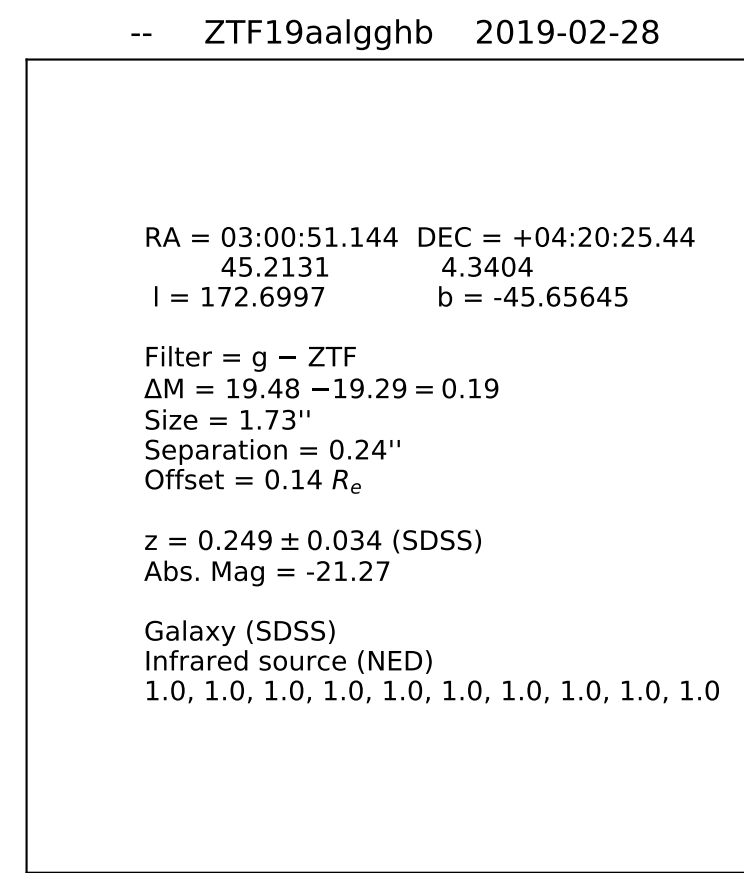 -- ZTF19aalgghb 2019-02-28
RA = 03:00:51.144 DEC = +04:20:25.44
45.2131 4.3404
l = 172.6997 b = -45.65645
Filter = g − ZTF
ΔM = 19.48 −19.29 = 0.19
Size = 1.73''
Separation = 0.24''
Offset = 0.14 Re
z = 0.249 ± 0.034 (SDSS)
Abs. Mag = -21.27
Galaxy (SDSS)
Infrared source (NED)
1.0, 1.0, 1.0, 1.0, 1.0, 1.0, 1.0, 1.0, 1.0, 1.0